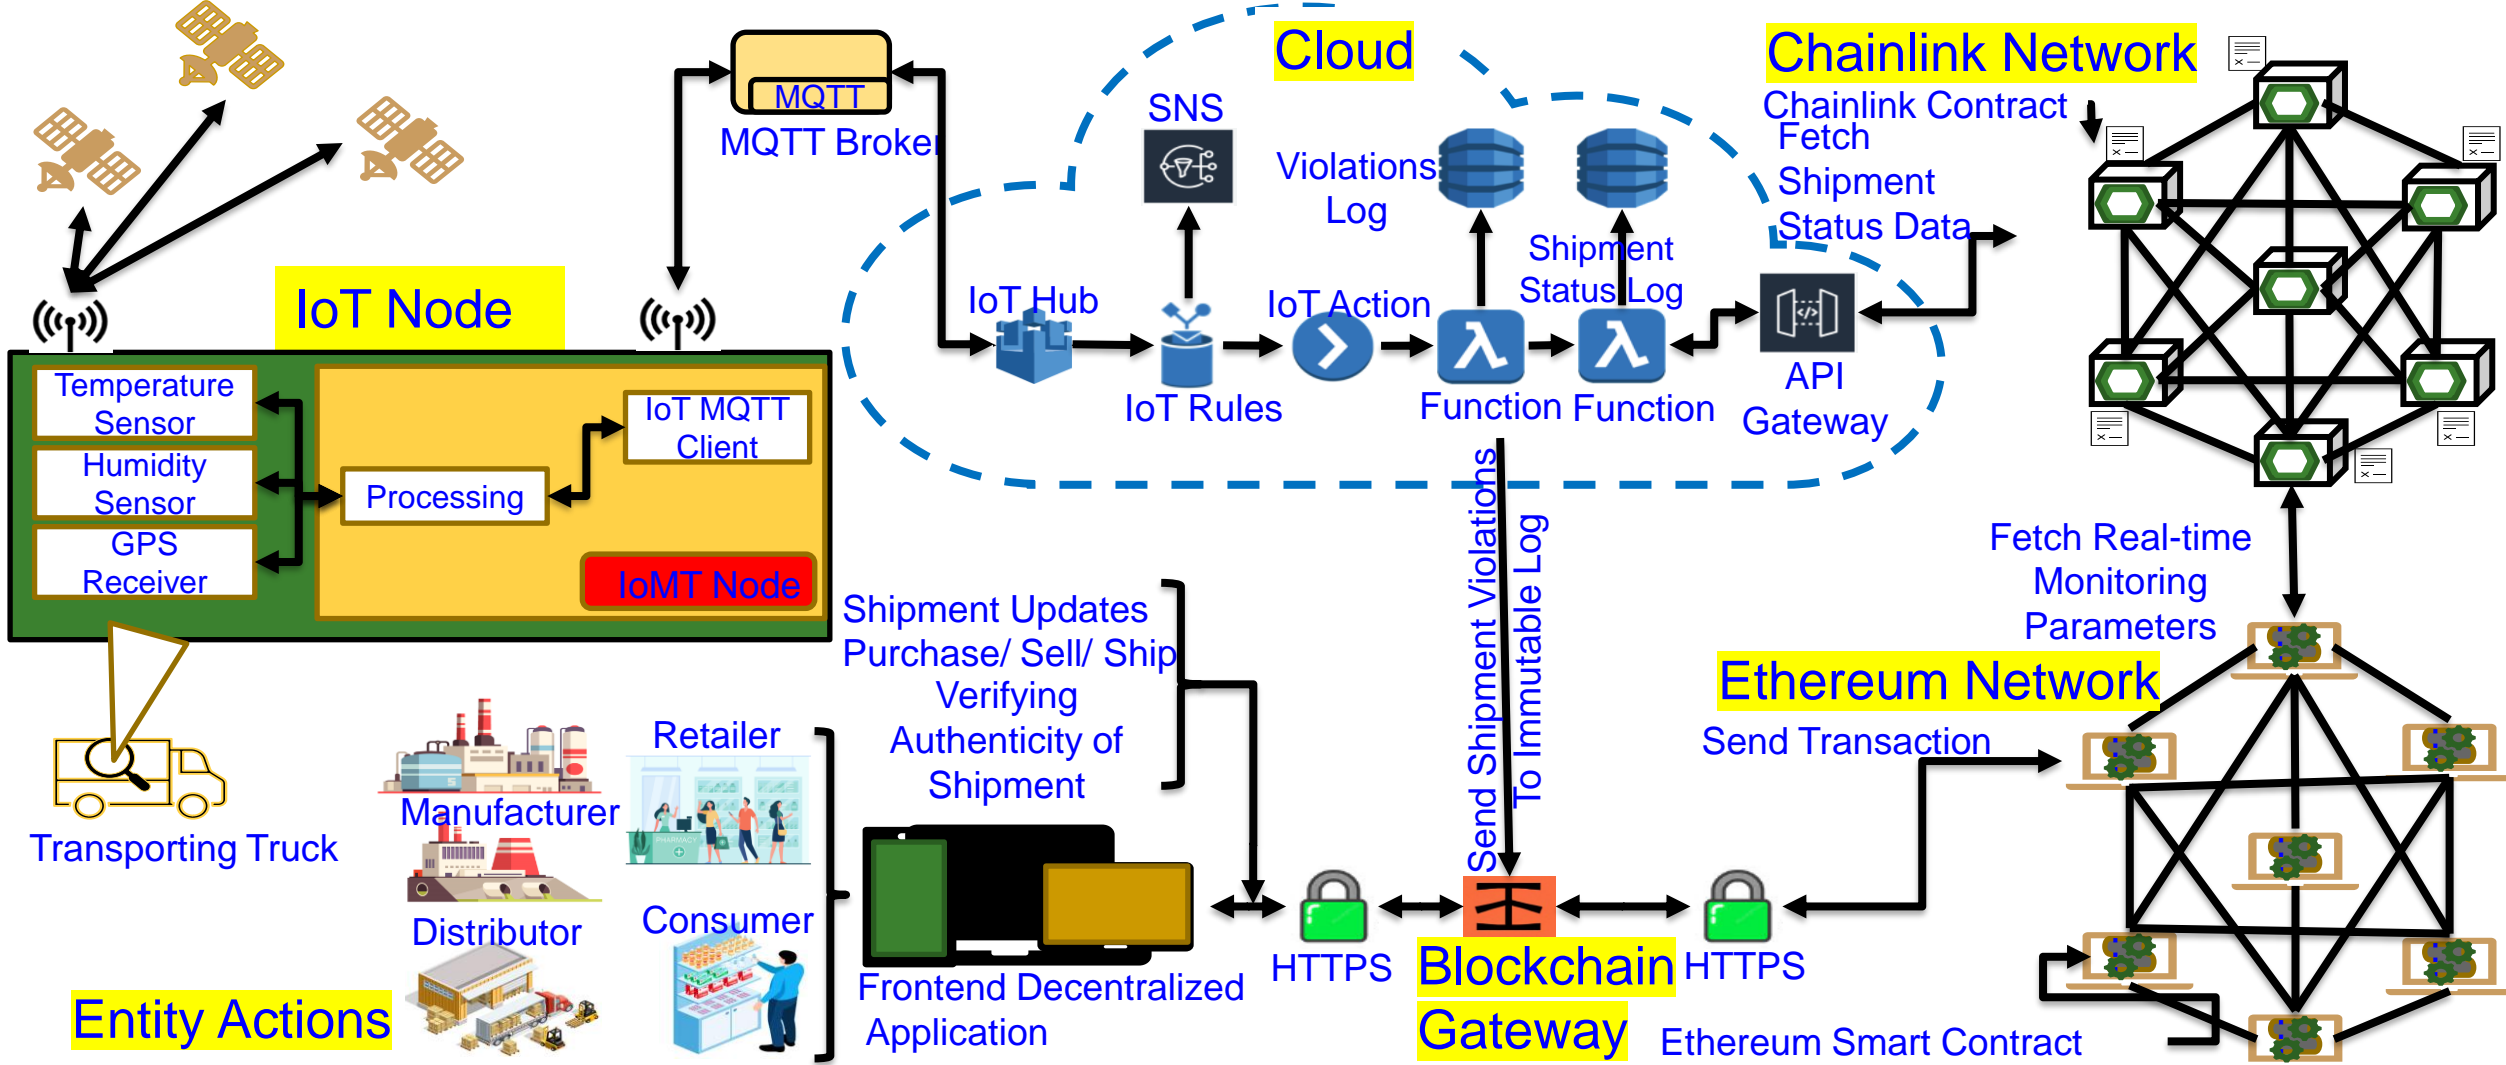 Cloud
Chainlink Network
MQTT
MQTT Broker
SNS
Chainlink Contract
Fetch
Shipment
Status Data
Violations
Log
Shipment
Status Log
IoT Node
IoT Hub
IoT Action
IoT Rules
Function
Function
API
Gateway
Temperature
Sensor
Humidity
Sensor
GPS
Receiver
Processing
IoT MQTT
Client
IoMT Node
Send Shipment Violations
To Immutable Log
Fetch Real-time
Monitoring
Parameters
Shipment Updates
Purchase/ Sell/ Ship
Verifying
Authenticity of
Shipment
Ethereum Network
Send Transaction
Transporting Truck
Manufacturer
Retailer
PHARMACY
Distributor
Consumer
Entity Actions
Frontend Decentralized
Application
HTTPS
Blockchain
Gateway
HTTPS
Ethereum Smart Contract